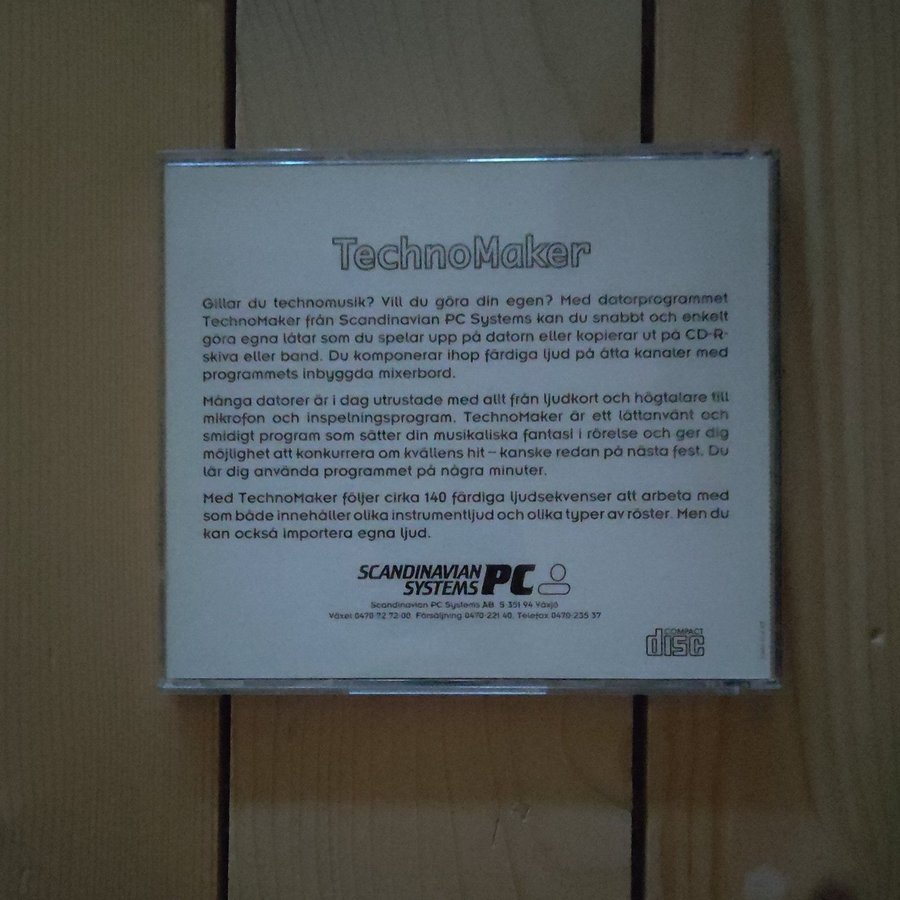 TechnoMaker
Gillar du technomusik? Vill du göra din egen? Med datorprogrammet
TechnoMaker från Scandinavian PC Systems kan du snabbt och enkelt
göra egna låtar som du spelar upp på datorn eller kopierar ut på CD-R-
skiva eller band. Du komponerar ihop färdiga ljud på åtta kanaler med
programmets inbyggda mixerbord.
Många datorer är i dag utrustade med allt från ljudkort och högtalare till
mikrofon och inspelningsprogram. TechnoMaker är ett lättanvänt och
smidigt program som sätter din musikaliska fantasi i rörelse och ger dig
möjlighet att konkurrera om kvällens hit – kanske redan på nästa fest. Du
lär dig använda programmet på några minuter.
Med TechnoMaker följer cirka 140 färdiga ljudsekvenser att arbeta med
som både innehåller olika instrumentljud och olika typer av röster. Men du
kan också importera egna ljud.
SCANDINAVIAN
SYSTEMS PC
Scandinavian PC Systems AB S-351 94 Växjö
Växel 0470-72 72 00 Försäljning 0470-221 40, Telefax 0470-235 37
COMPACT
disc